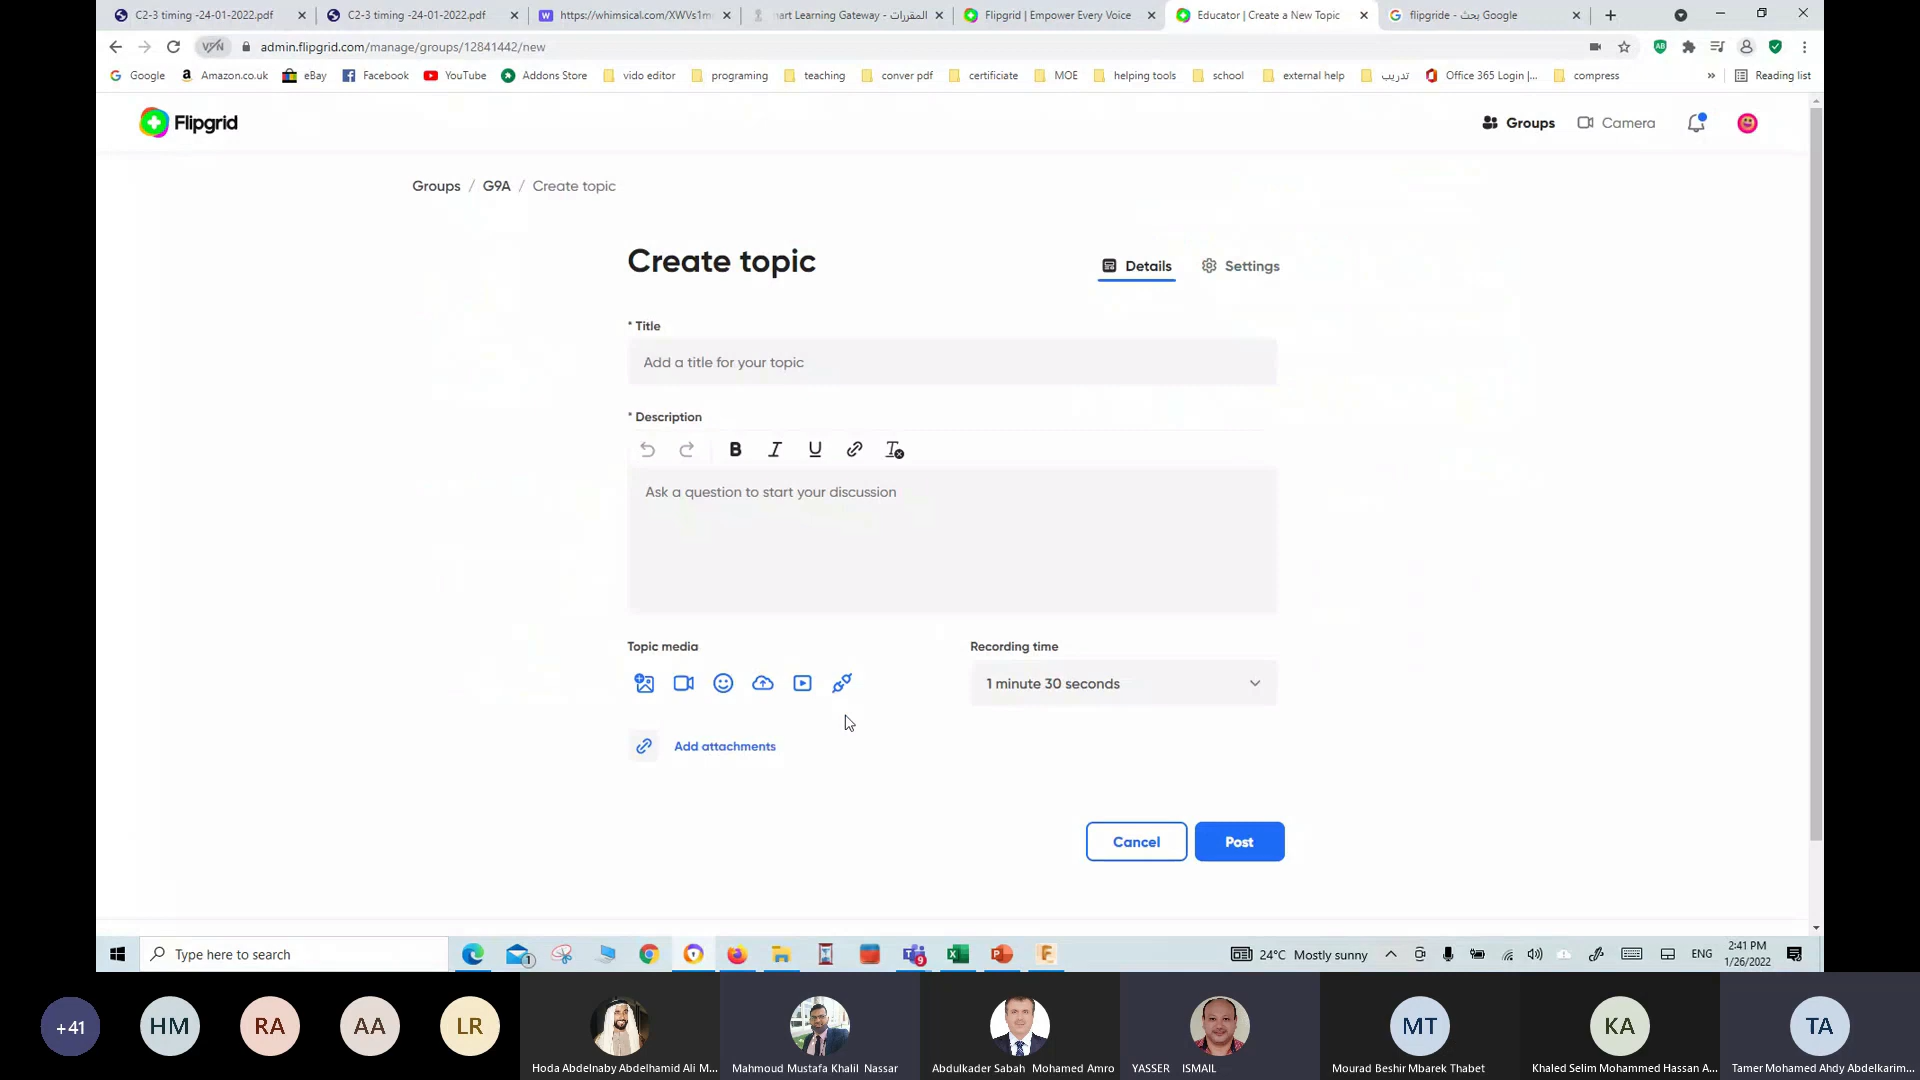 C2-3 timing -24-01-2022.pdf
C2-3 timing -24-01-2022.pdf
https://whimsical.com/XWVs1m
art Learning Gateway - المقررات
Flipgrid | Empower Every Voice
Educator | Create a New Topic
flipgride - بحث Google
VPN
admin.flipgrid.com/manage/groups/12841442/new
Google
Amazon.co.uk
eBay
Facebook
YouTube
Addons Store
vido editor
programing
teaching
conver pdf
certificiate
MOE
helping tools
school
external help
تدريب
Office 365 Login |...
compress
»
Reading list
Flipgrid
Groups
Camera
Groups / G9A / Create topic
Create topic
Details
Settings
* Title
Add a title for your topic
* Description
B I U
Ask a question to start your discussion
Topic media
Recording time
1 minute 30 seconds
Add attachments
Cancel
Post
Type here to search
24°C Mostly sunny
ENG
2:41 PM
1/26/2022
+41
HM
RA
AA
LR
MT
KA
TA
Hoda Abdelnaby Abdelhamid Ali M...
Mahmoud Mustafa Khalil Nassar
Abdulkader Sabah Mohamed Amro
YASSER ISMAIL
Mourad Beshir Mbarek Thabet
Khaled Selim Mohammed Hassan A...
Tamer Mohamed Ahdy Abdelkarim...